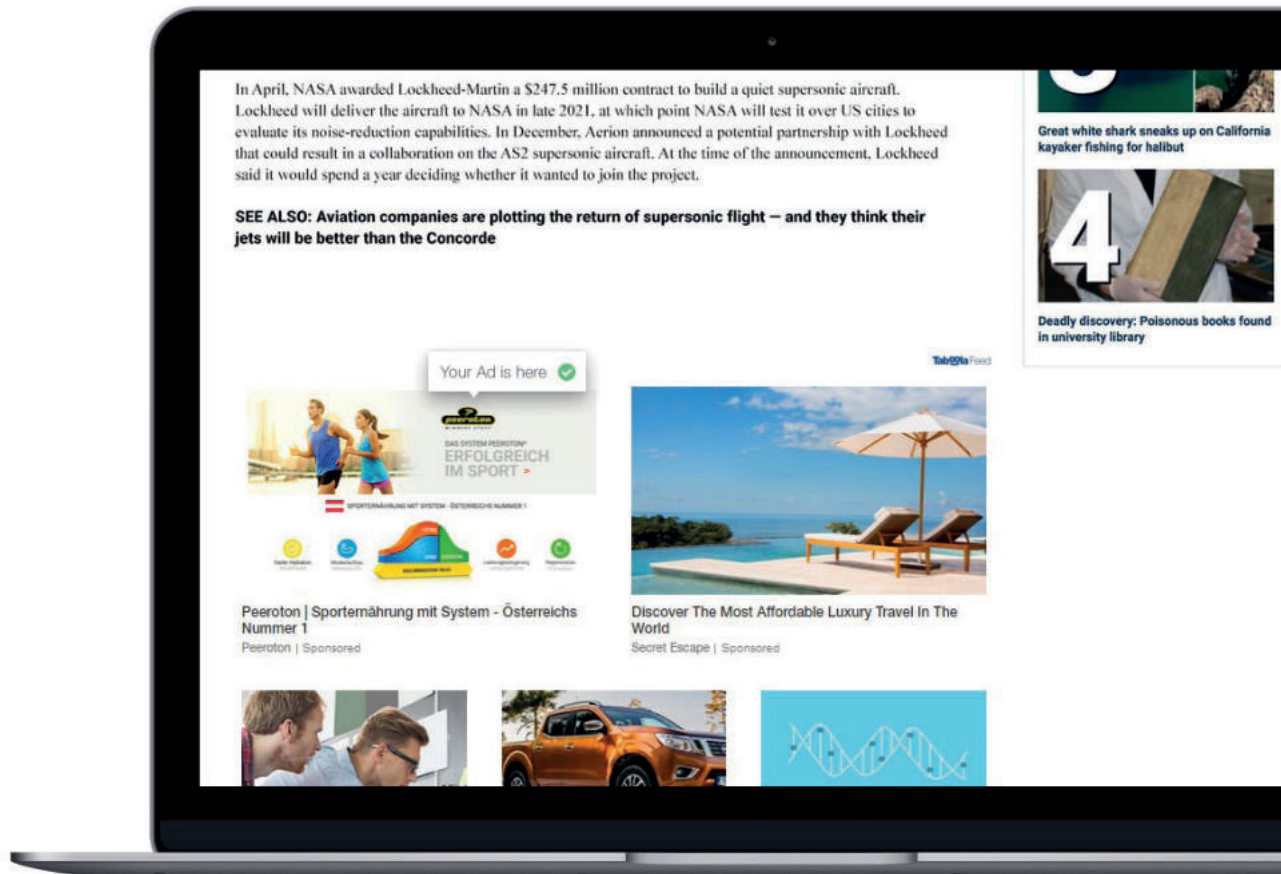 In April, NASA awarded Lockheed-Martin a $247.5 million contract to build a quiet supersonic aircraft.
Lockheed will deliver the aircraft to NASA in late 2021, at which point NASA will test it over US cities to
evaluate its noise-reduction capabilities. In December, Aerion announced a potential partnership with Lockheed
that could result in a collaboration on the AS2 supersonic aircraft. At the time of the announcement, Lockheed
said it would spend a year deciding whether it wanted to join the project.
SEE ALSO: Aviation companies are plotting the return of supersonic flight — and they think their
jets will be better than the Concorde
Great white shark sneaks up on California
kayaker fishing for halibut
4
Deadly discovery: Poisonous books found
in university library
Taboola Feed
Your Ad is here
peeroton
WINNERS STUFF
DAS SYSTEM PEEROTON®
ERFOLGREICH
IM SPORT >
SPORTERNÄHRUNG MIT SYSTEM - ÖSTERREICHS NUMMER 1
Peeroton | Sporternährung mit System - Österreichs
Nummer 1
Peeroton | Sponsored
Discover The Most Affordable Luxury Travel In The
World
Secret Escape | Sponsored